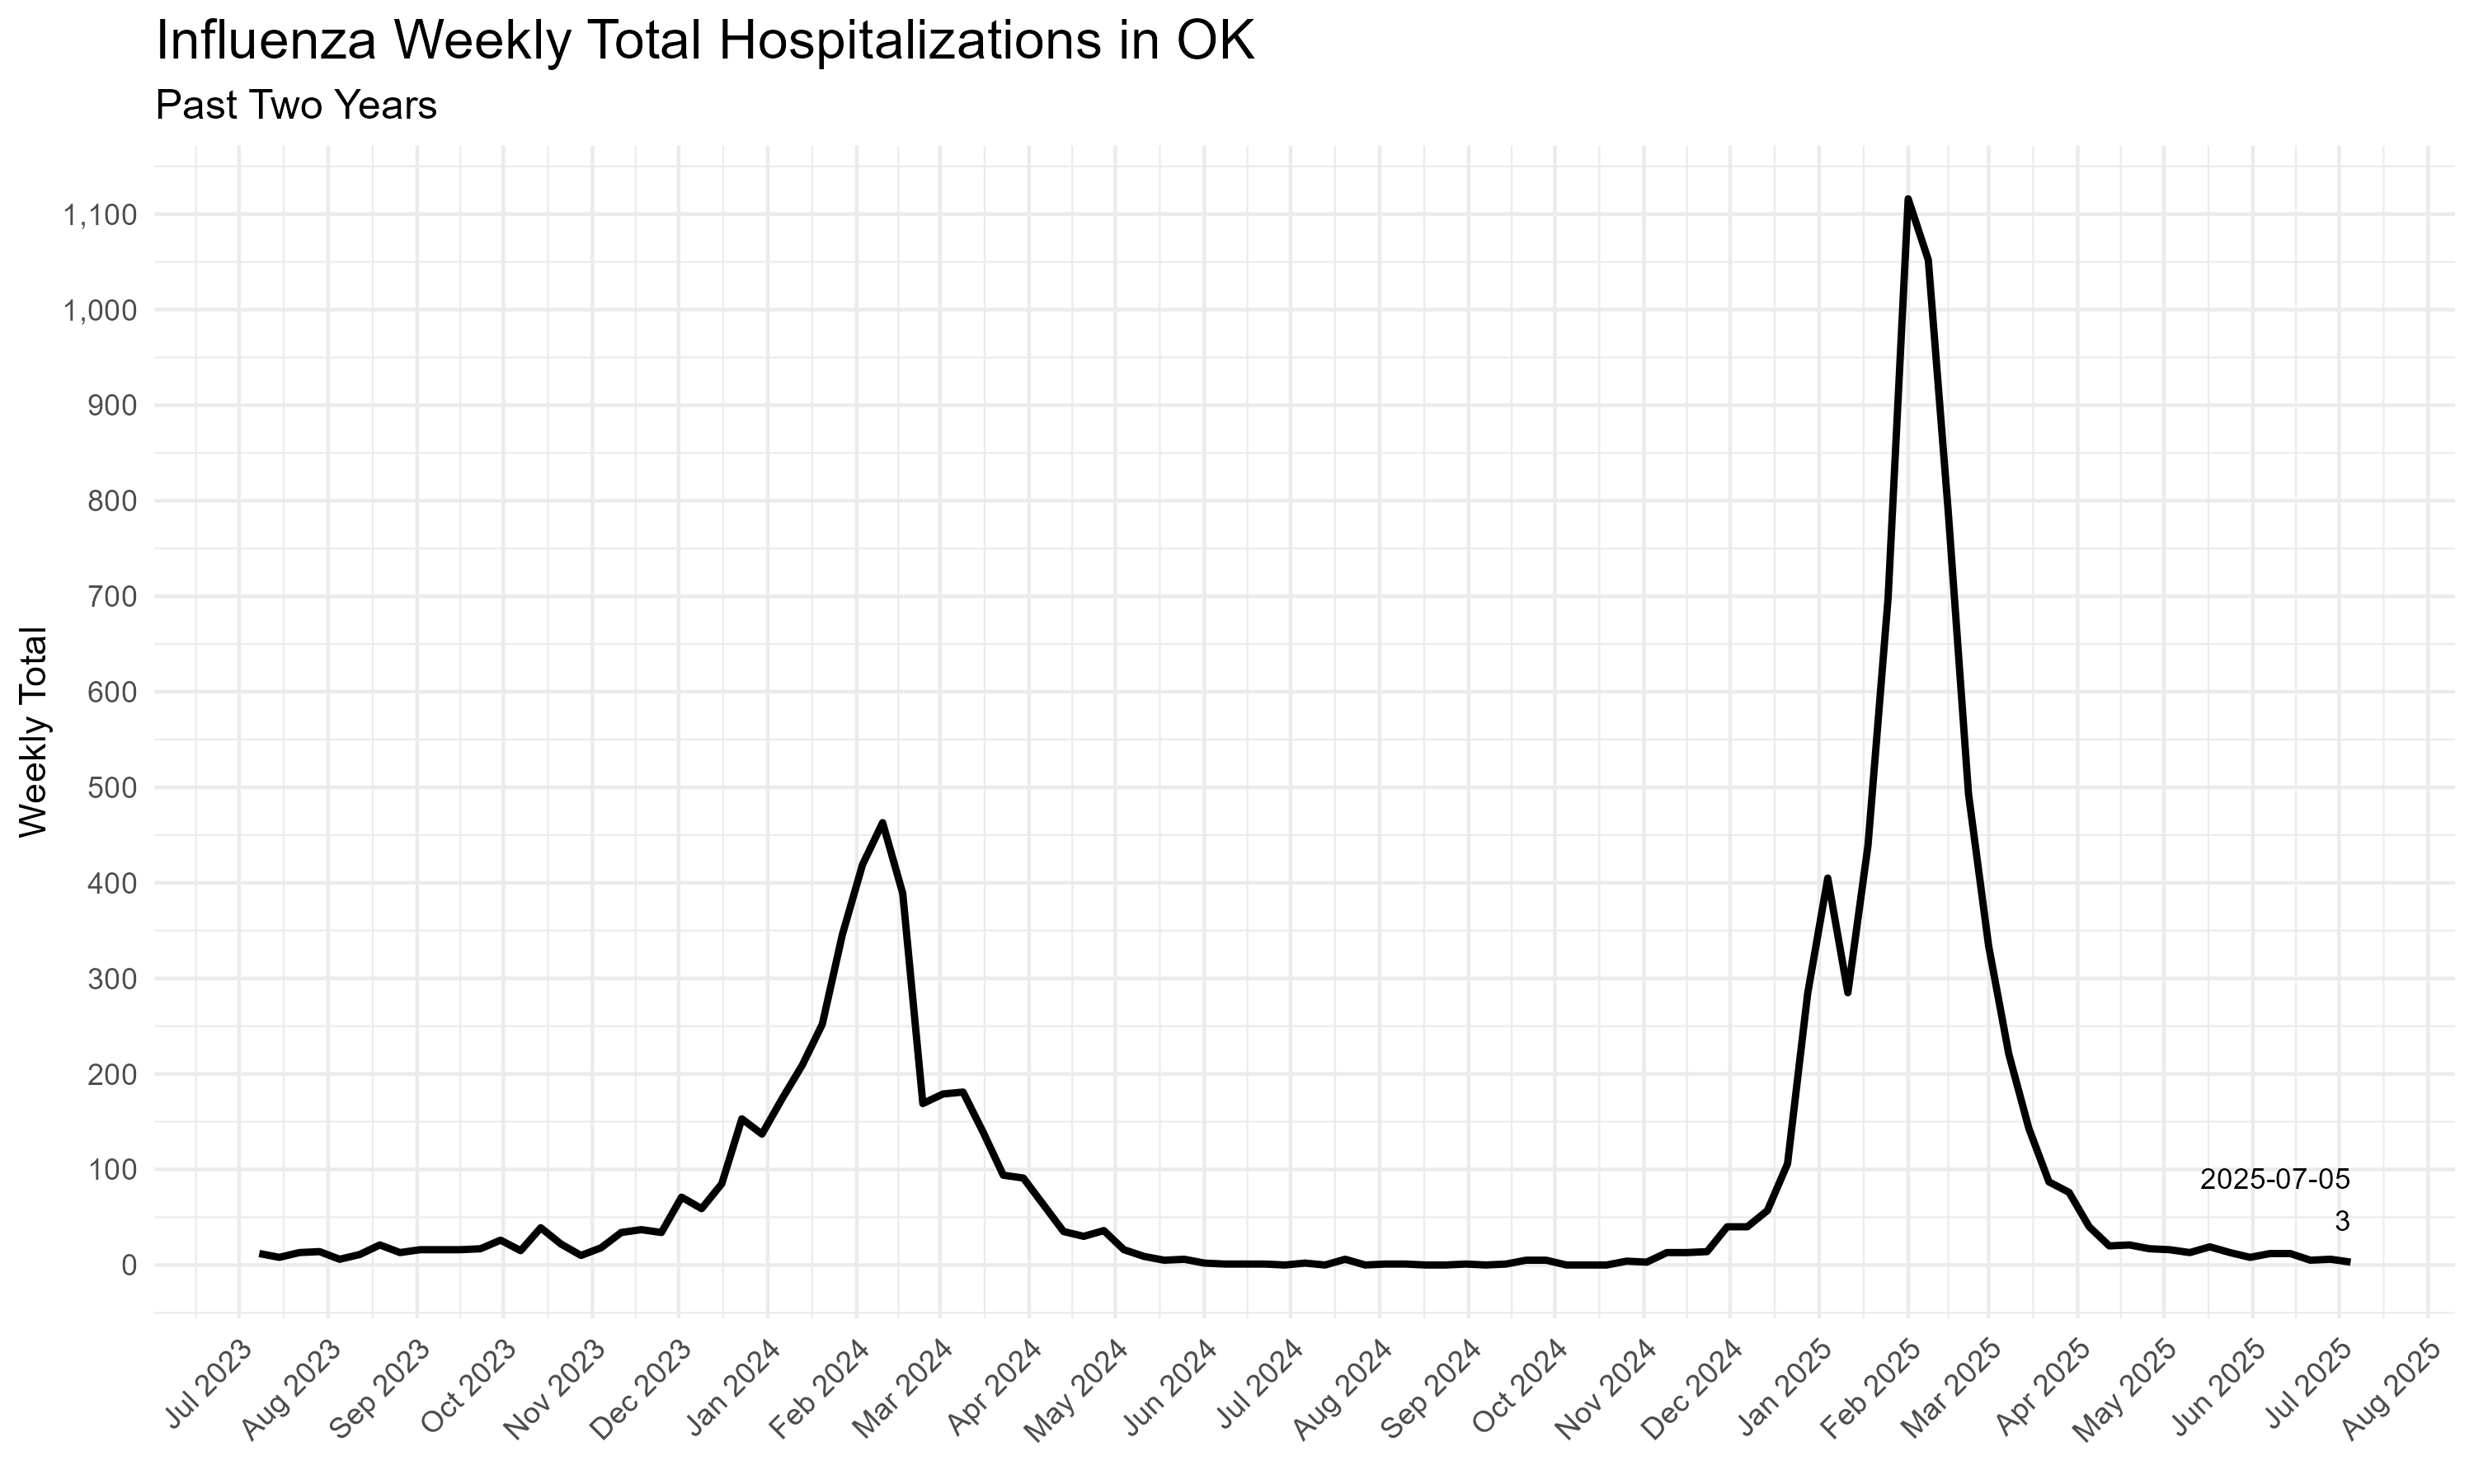 Influenza Weekly Total Hospitalizations in OK
Past Two Years
Weekly Total
1,100
1,000
900
800
700
600
500
400
300
200
100
0
2025-07-05
3
Jul 2023
Aug 2023
Sep 2023
Oct 2023
Nov 2023
Dec 2023
Jan 2024
Feb 2024
Mar 2024
Apr 2024
May 2024
Jun 2024
Jul 2024
Aug 2024
Sep 2024
Oct 2024
Nov 2024
Dec 2024
Jan 2025
Feb 2025
Mar 2025
Apr 2025
May 2025
Jun 2025
Jul 2025
Aug 2025